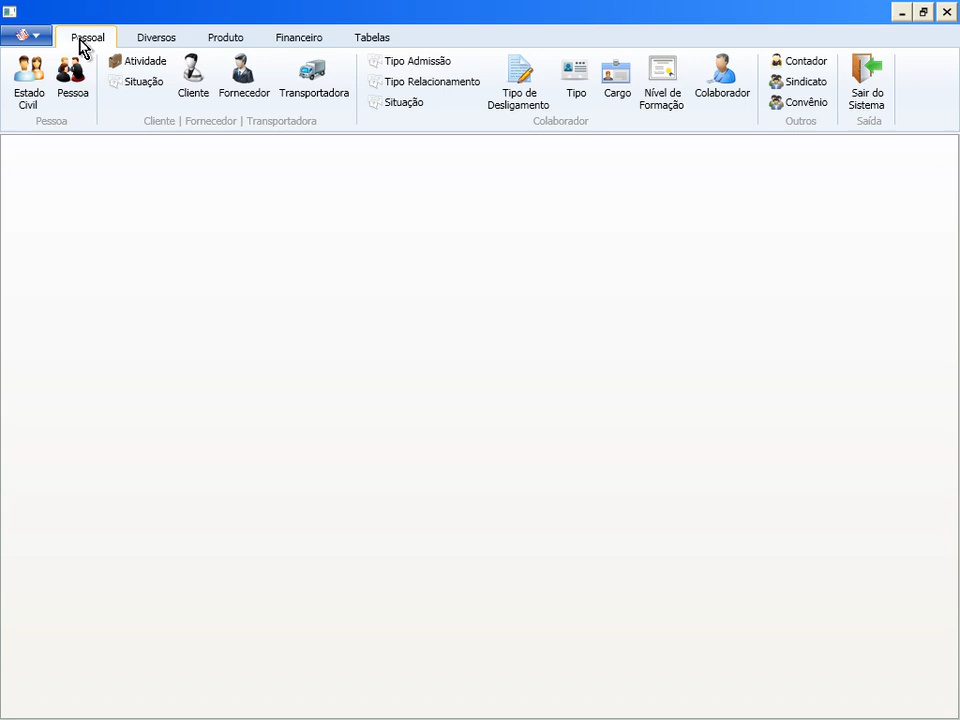 Pessoal Diversos Produto Financeiro Tabelas
Estado Civil
Pessoa
Pessoa
Atividade
Situação
Cliente
Fornecedor
Transportadora
Cliente | Fornecedor | Transportadora
Tipo Admissão
Tipo Relacionamento
Situação
Tipo de
Desligamento
Tipo
Cargo
Nível de
Formação
Colaborador
Colaborador
Contador
Sindicato
Convênio
Outros
Sair do
Sistema
Saída